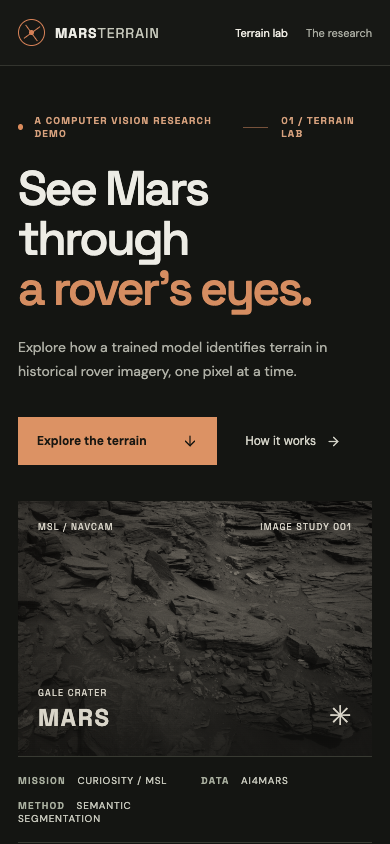 MARSTERRAIN
Terrain lab
The research
A COMPUTER VISION RESEARCH
DEMO
01 / TERRAIN
LAB
See Mars
through
a rover's eyes.
Explore how a trained model identifies terrain in
historical rover imagery, one pixel at a time.
Explore the terrain ↓
How it works →
MSL / NAVCAM
IMAGE STUDY 001
GALE CRATER
MARS
MISSION CURIOSITY / MSL
DATA AI4MARS
METHOD SEMANTIC
SEGMENTATION